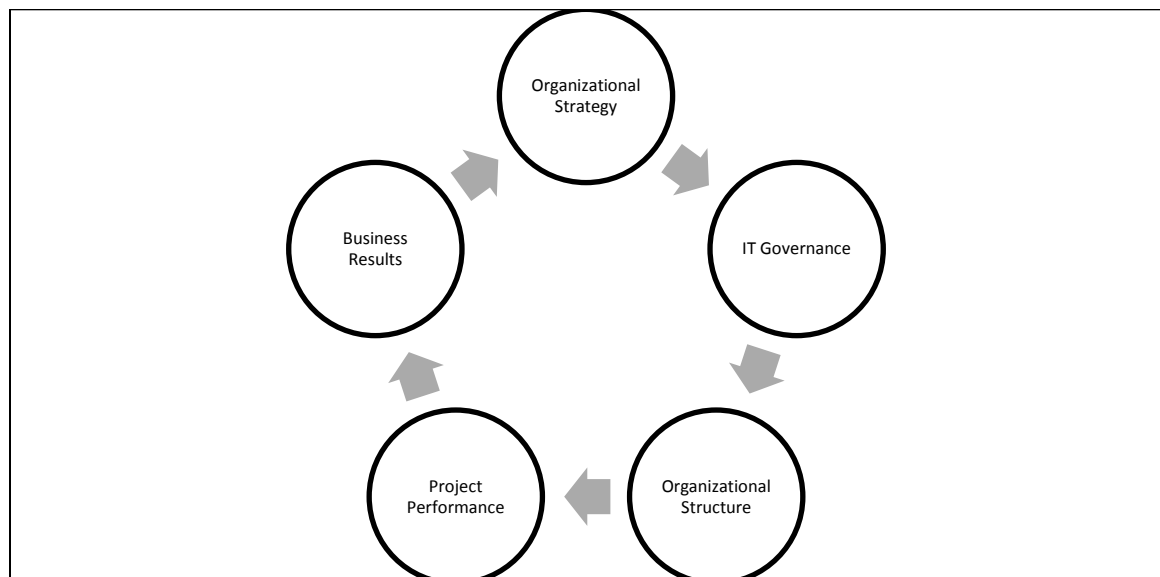 Organizational
Strategy
IT Governance
Organizational
Structure
Project
Performance
Business
Results